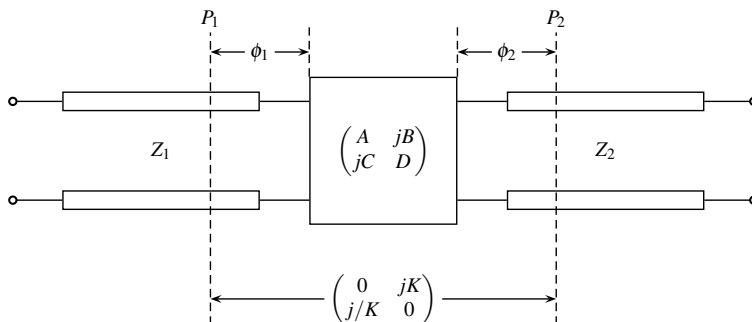 P₁ P₂
ϕ₁ ϕ₂
A jB
jC D
Z₁ Z₂
0 jK
j/K 0